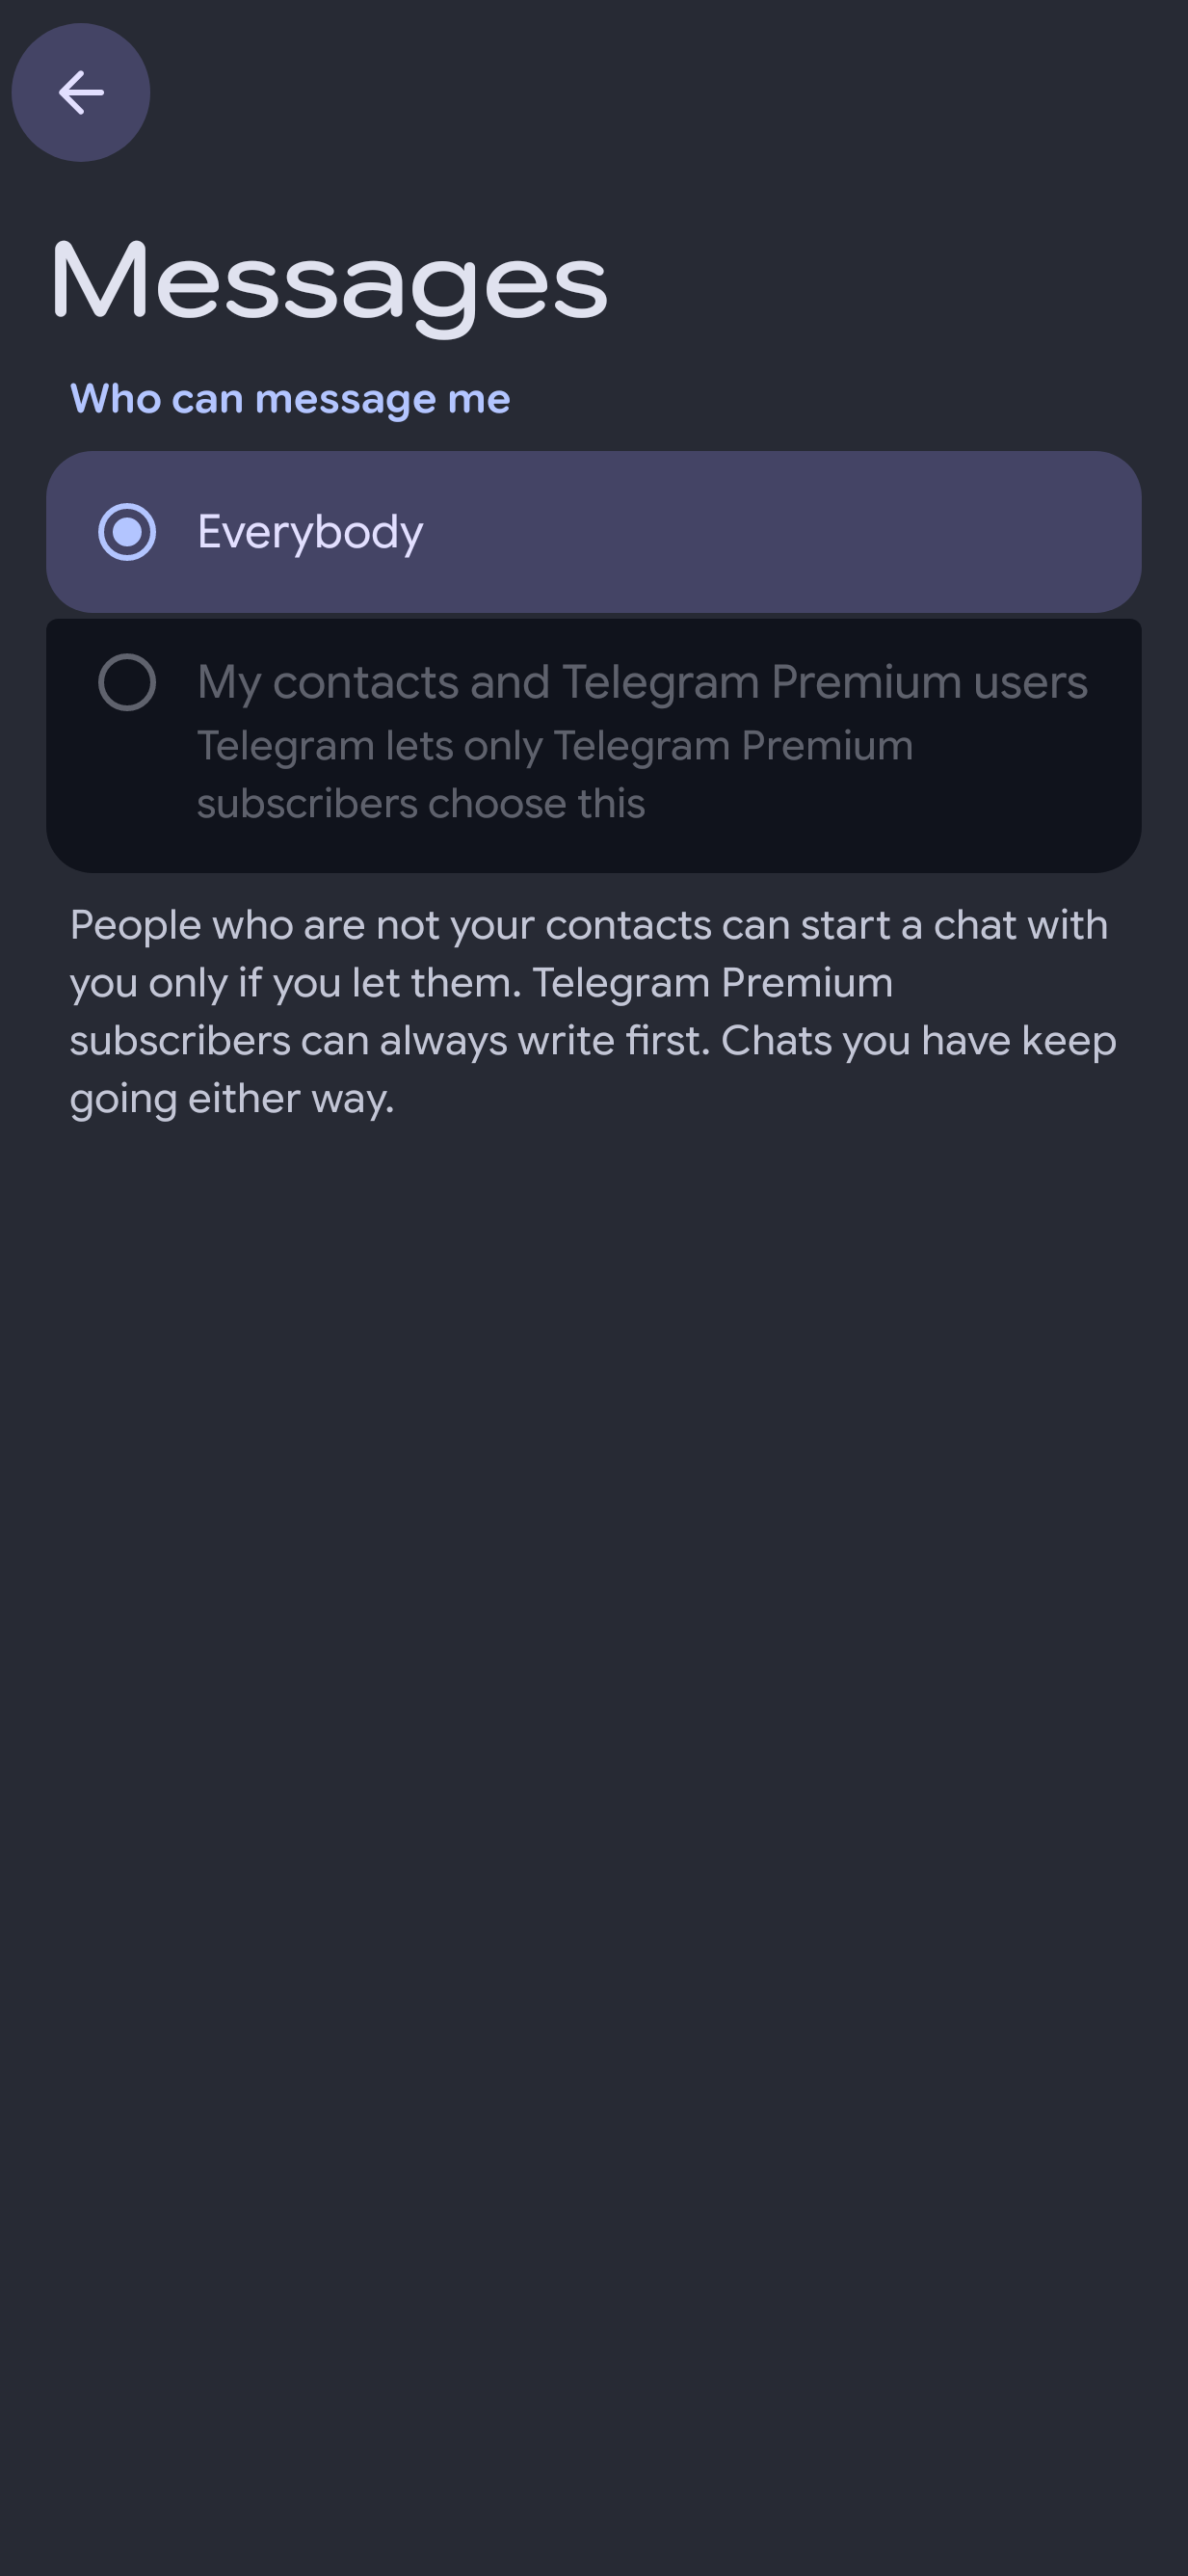 Messages
Who can message me
Everybody
My contacts and Telegram Premium users
Telegram lets only Telegram Premium
subscribers choose this
People who are not your contacts can start a chat with
you only if you let them. Telegram Premium
subscribers can always write first. Chats you have keep
going either way.